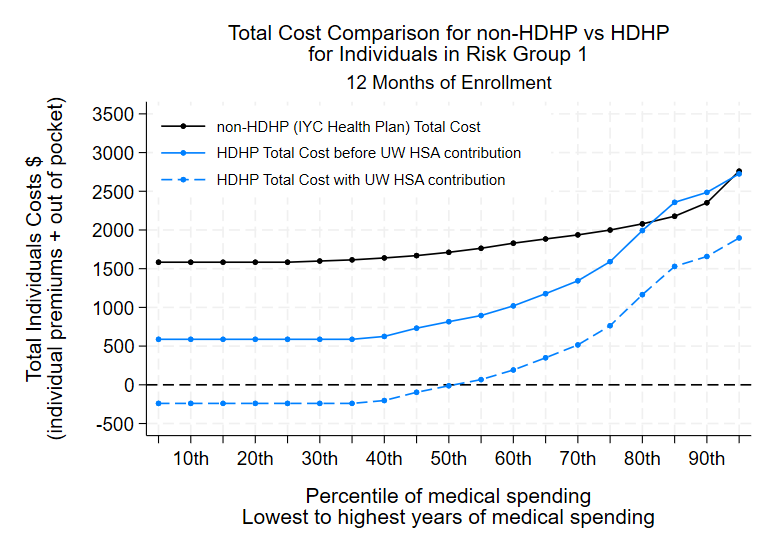 Total Cost Comparison for non-HDHP vs HDHP
for Individuals in Risk Group 1
12 Months of Enrollment
Total Individuals Costs $
(individual premiums + out of pocket)
3500
3000
2500
2000
1500
1000
500
0
-500
non-HDHP (IYC Health Plan) Total Cost
HDHP Total Cost before UW HSA contribution
HDHP Total Cost with UW HSA contribution
10th 20th 30th 40th 50th 60th 70th 80th 90th
Percentile of medical spending
Lowest to highest years of medical spending